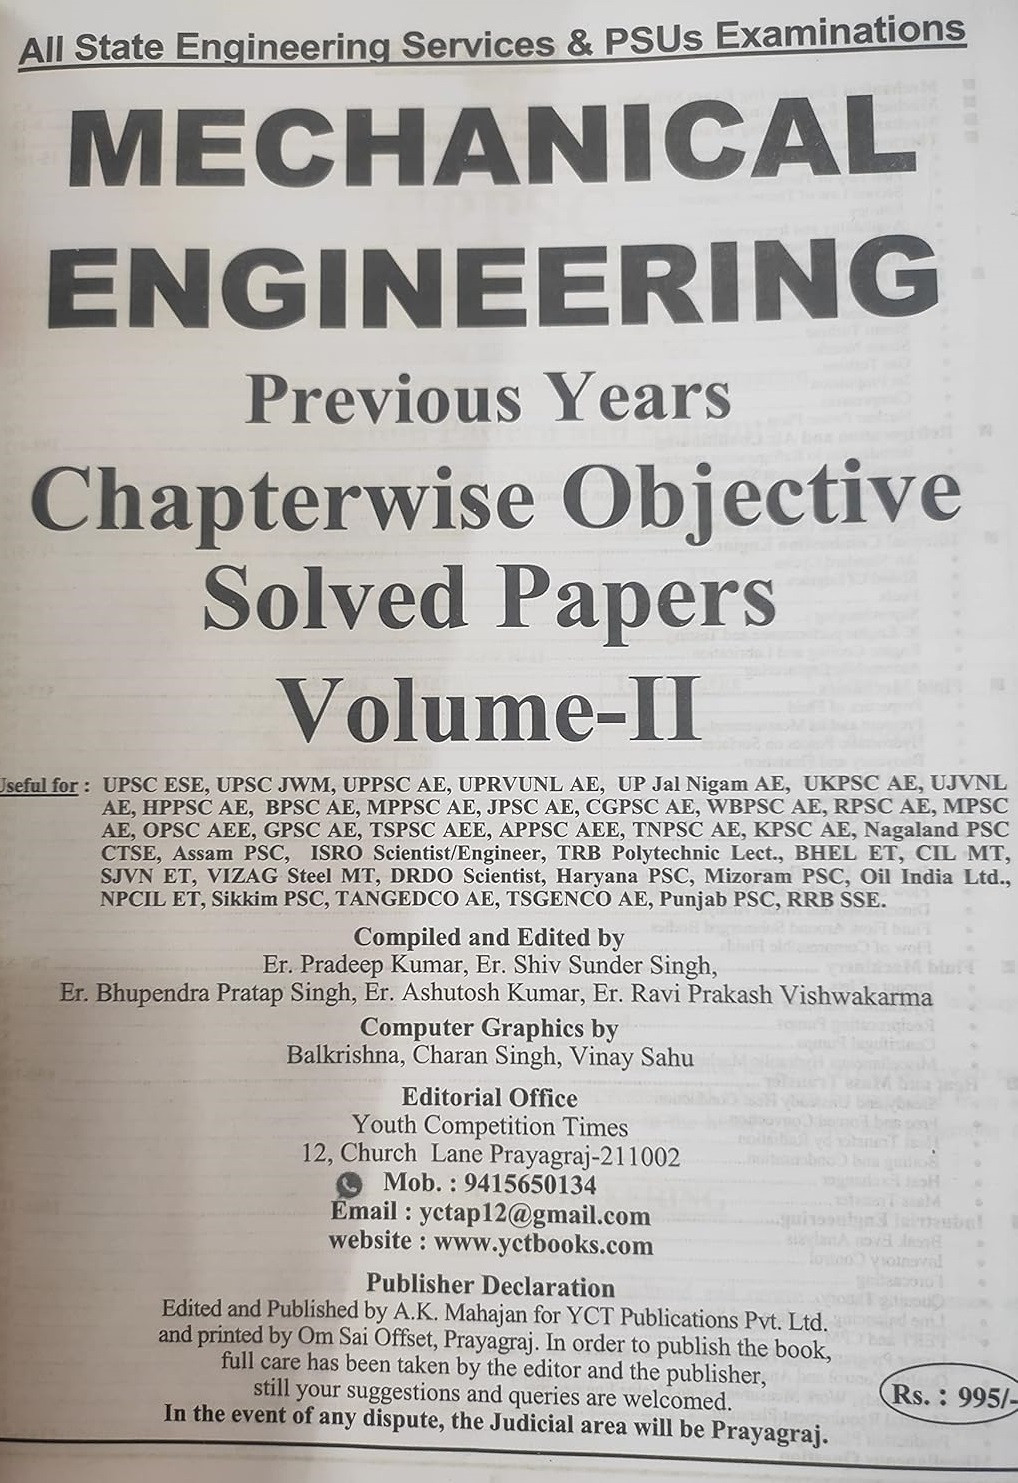 All State Engineering Services & PSUs Examinations
MECHANICAL
ENGINEERING
Previous Years
Chapterwise Objective
Solved Papers
Volume-II
Useful for : UPSC ESE, UPSC JWM, UPPSC AE, UPRVUNL AE, UP Jal Nigam AE, UKPSC AE, UJVNL
AE, HPPSC AE, BPSC AE, MPPSC AE, JPSC AE, CGPSC AE, WBPSC AE, RPSC AE, MPSC
AE, OPSC AEE, GPSC AE, TSPSC AEE, APPSC AEE, TNPSC AE, KPSC AE, Nagaland PSC
CTSE, Assam PSC, ISRO Scientist/Engineer, TRB Polytechnic Lect., BHEL ET, CIL MT,
SJVN ET, VIZAG Steel MT, DRDO Scientist, Haryana PSC, Mizoram PSC, Oil India Ltd.,
NPCIL ET, Sikkim PSC, TANGEDCO AE, TSGENCO AE, Punjab PSC, RRB SSE.
Compiled and Edited by
Er. Pradeep Kumar, Er. Shiv Sunder Singh,
Er. Bhupendra Pratap Singh, Er. Ashutosh Kumar, Er. Ravi Prakash Vishwakarma
Computer Graphics by
Balkrishna, Charan Singh, Vinay Sahu
Editorial Office
Youth Competition Times
12, Church Lane Prayagraj-211002
Mob. : 9415650134
Email : yctap12@gmail.com
website : www.yctbooks.com
Publisher Declaration
Edited and Published by A.K. Mahajan for YCT Publications Pvt. Ltd.
and printed by Om Sai Offset, Prayagraj. In order to publish the book,
full care has been taken by the editor and the publisher,
still your suggestions and queries are welcomed.
In the event of any dispute, the Judicial area will be Prayagraj.
Rs. : 995/-